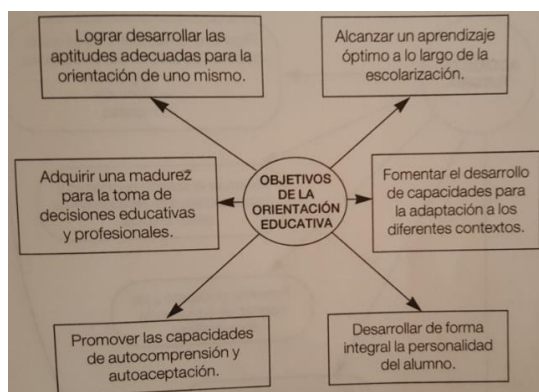 Lograr desarrollar las
aptitudes adecuadas para la
orientación de uno mismo.
Alcanzar un aprendizaje
óptimo a lo largo de la
escolarización.
Adquirir una madurez
para la toma de
decisiones educativas
y profesionales.
OBJETIVOS
DE LA
ORIENTACIÓN
EDUCATIVA
Fomentar el desarrollo
de capacidades para
la adaptación a los
diferentes contextos.
Promover las capacidades
de autocomprensión y
autoaceptación.
Desarrollar de forma
integral la personalidad
del alumno.